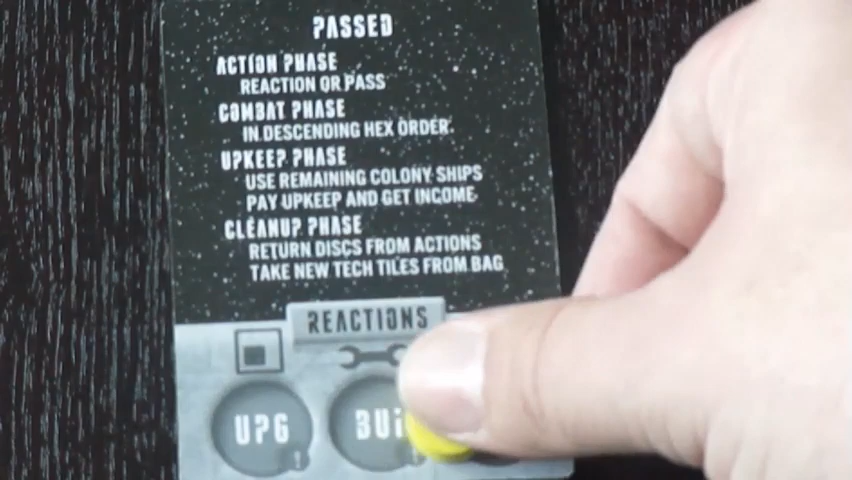 PASSED
ACTION PHASE
REACTION OR PASS
COMBAT PHASE
IN DESCENDING HEX ORDER.
UPKEEP PHASE
USE REMAINING COLONY SHIPS
PAY UPKEEP AND GET INCOME
CLEANUP PHASE
RETURN DISCS FROM ACTIONS
TAKE NEW TECH TILES FROM BAG
REACTIONS
UPG BUI
! !